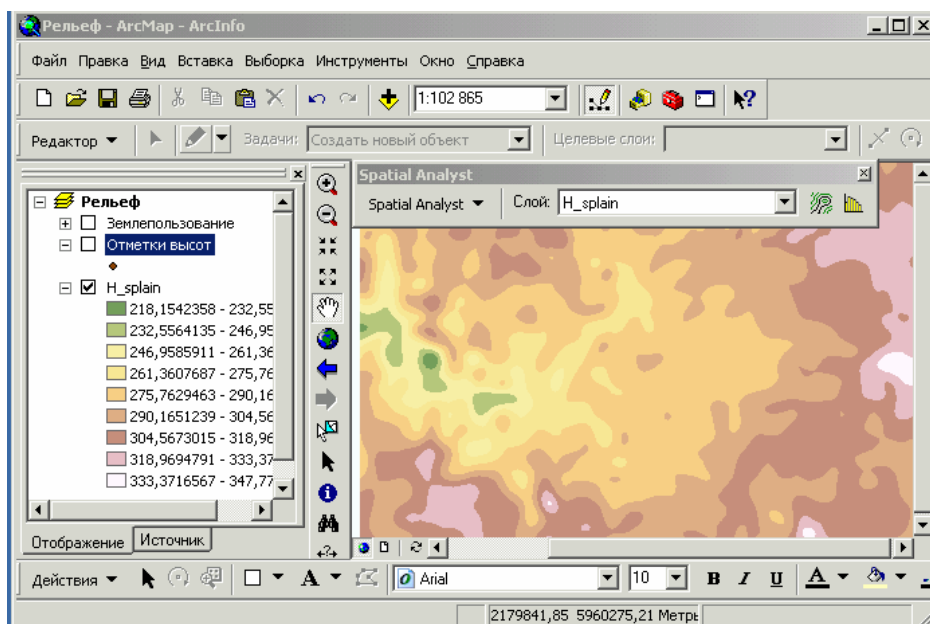 Рельеф - ArcMap - ArcInfo
Файл Правка Вид Вставка Выборка Инструменты Окно Справка
1:102 865
Редактор Задачи: Создать новый объект Целевые слои:
Spatial Analyst
Spatial Analyst Слой: H_splain
Рельеф
Землепользование
Отметки высот
H_splain
218,1542358 - 232,55
232,5564135 - 246,95
246,9585911 - 261,36
261,3607687 - 275,76
275,7629463 - 290,16
290,1651239 - 304,56
304,5673015 - 318,96
318,9694791 - 333,37
333,3716567 - 347,77
Отображение Источник
Действия A Arial 10 B I U A
2179841,85 5960275,21 Метры